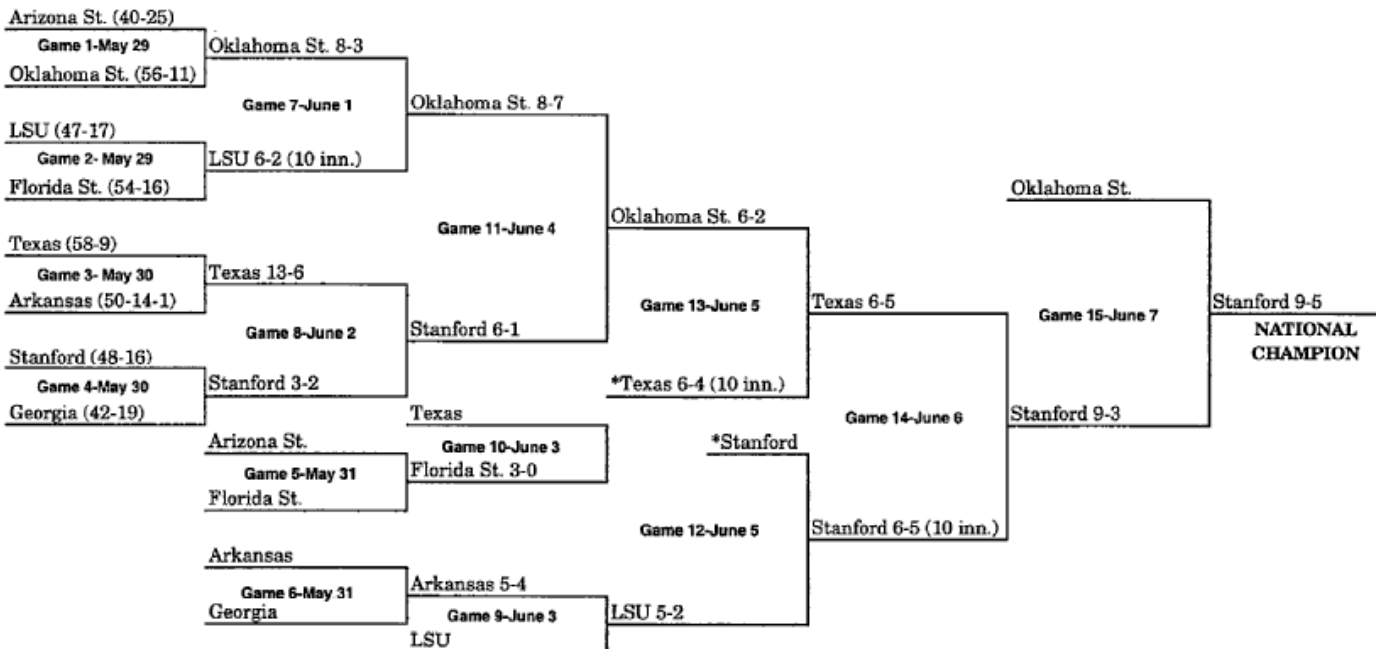 Arizona St. (40-25)
Game 1-May 29
Oklahoma St. (56-11)
Oklahoma St. 8-3
Game 7-June 1
LSU (47-17)
Game 2- May 29
Florida St. (54-16)
LSU 6-2 (10 inn.)
Oklahoma St. 8-7
Game 11-June 4
Texas (58-9)
Game 3- May 30
Arkansas (50-14-1)
Texas 13-6
Game 8-June 2
Stanford (48-16)
Game 4-May 30
Georgia (42-19)
Stanford 3-2
Stanford 6-1
Oklahoma St. 6-2
Game 13-June 5
*Texas 6-4 (10 inn.)
Texas
Game 10-June 3
Florida St. 3-0
Arizona St.
Game 5-May 31
Florida St.
Arkansas
Game 6-May 31
Georgia
Arkansas 5-4
Game 9-June 3
LSU
LSU 5-2
*Stanford
Game 12-June 5
Stanford 6-5 (10 inn.)
Texas 6-5
Game 14-June 6
Stanford 9-3
Oklahoma St.
Game 15-June 7
Stanford 9-5
NATIONAL
CHAMPION